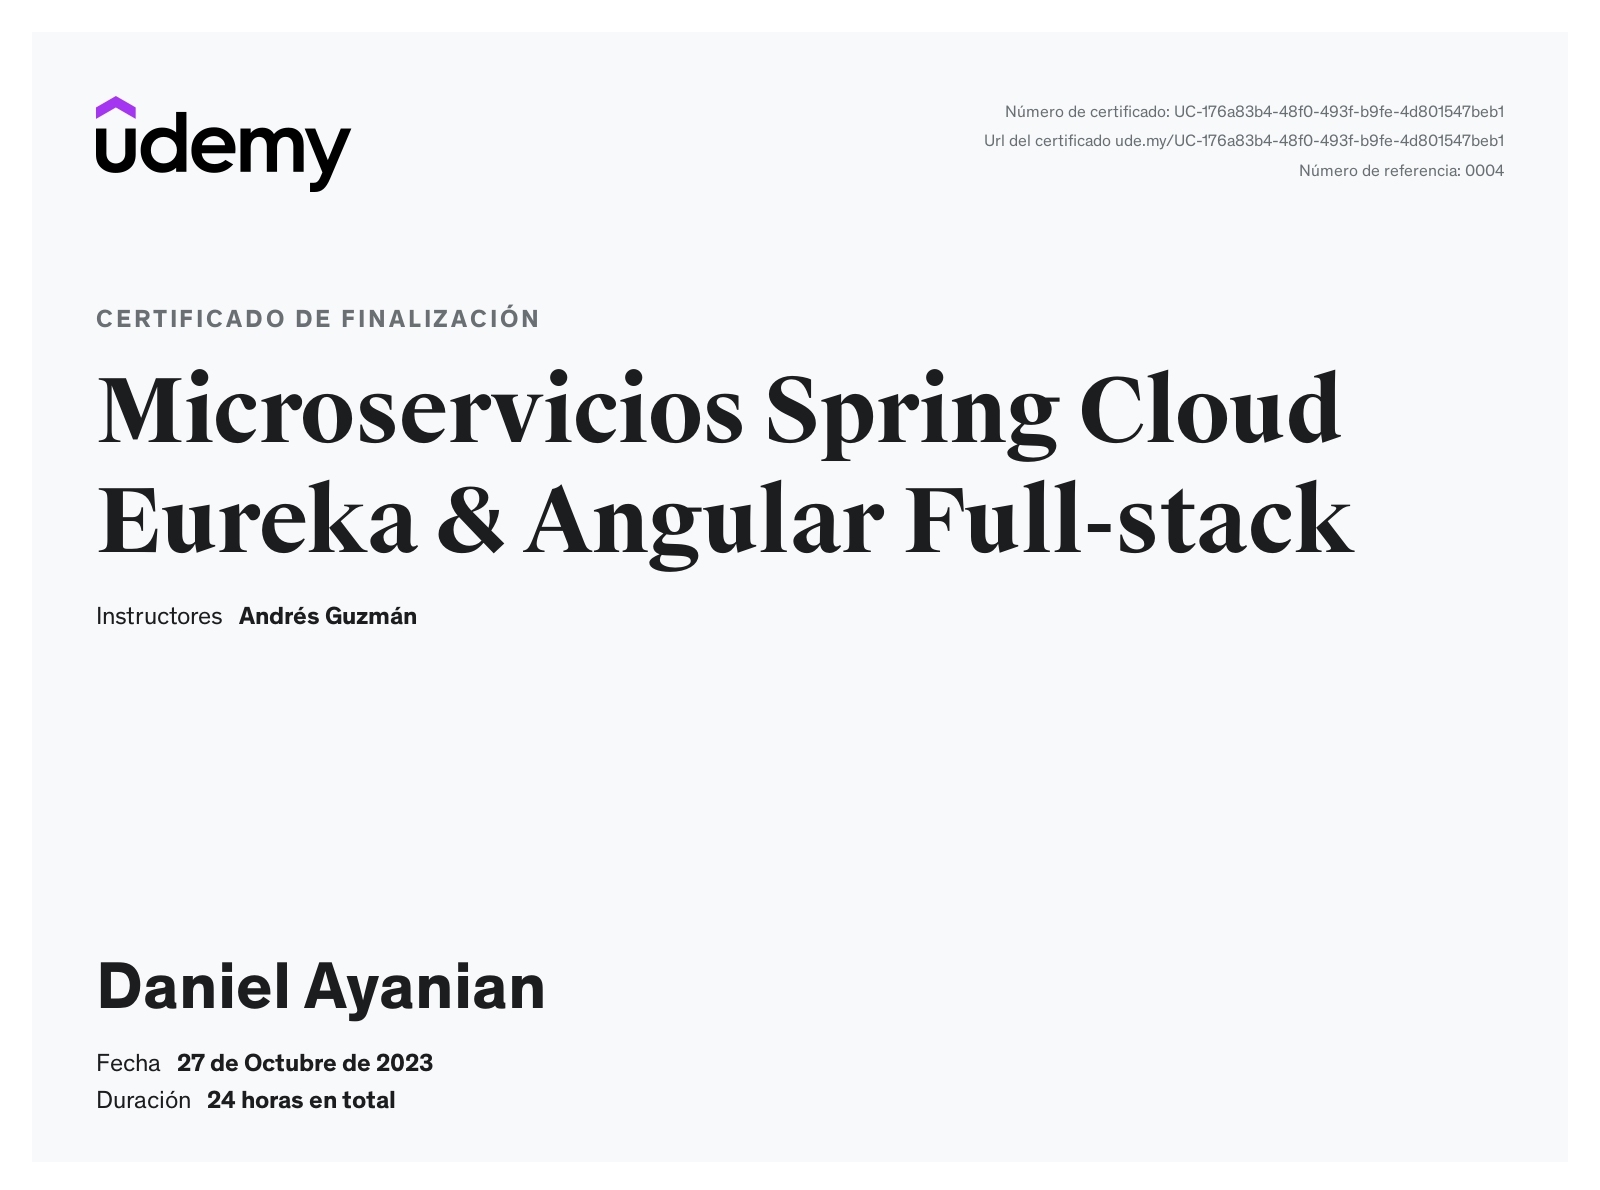 udemy
Número de certificado: UC-176a83b4-48f0-493f-b9fe-4d801547beb1
Url del certificado ude.my/UC-176a83b4-48f0-493f-b9fe-4d801547beb1
Número de referencia: 0004
CERTIFICADO DE FINALIZACIÓN
Microservicios Spring Cloud
Eureka & Angular Full-stack
Instructores Andrés Guzmán
Daniel Ayanian
Fecha 27 de Octubre de 2023
Duración 24 horas en total